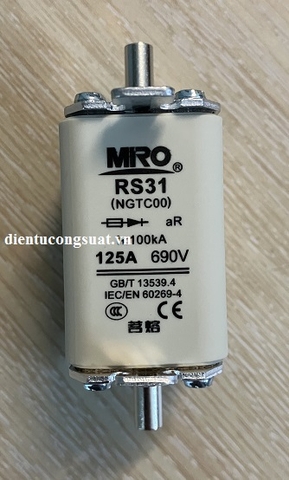 MRO®
RS31
(NGTC00)
aR
dientucongsuat.vn
100kA
125A 690V
GB/T 13539.4
IEC/EN 60269-4
CCC CE
茗熔